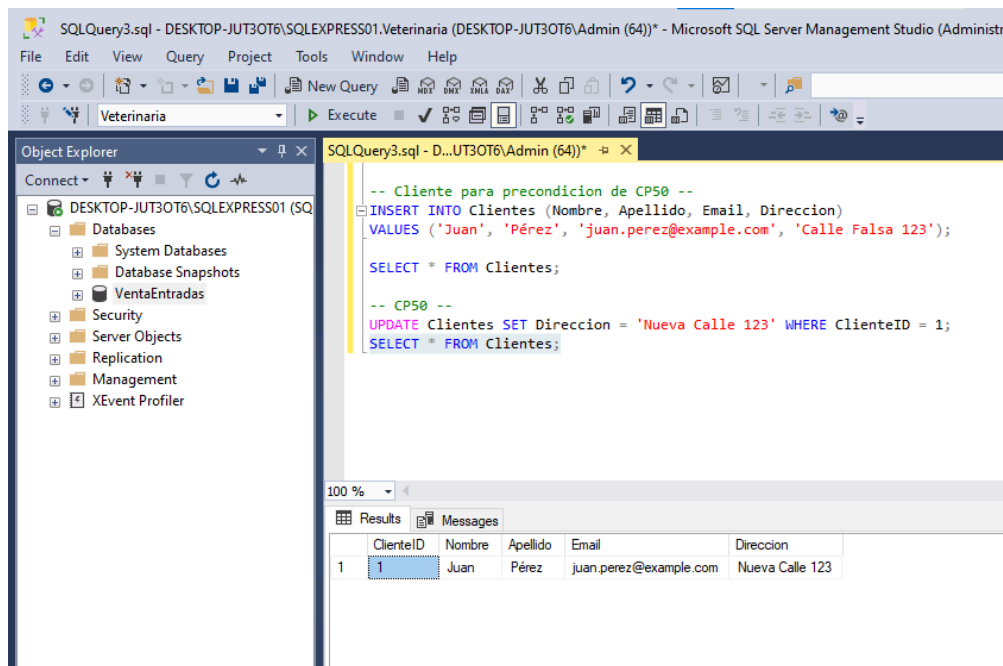 SQLQuery3.sql - DESKTOP-JUT3OT6\SQLEXPRESS01.Veterinaria (DESKTOP-JUT3OT6\Admin (64))* - Microsoft SQL Server Management Studio (Administr
File Edit View Query Project Tools Window Help
New Query MDX DMX XMLA DAX
Veterinaria Execute
Object Explorer
SQLQuery3.sql - D...UT3OT6\Admin (64))*
Connect
DESKTOP-JUT3OT6\SQLEXPRESS01 (SQ
Databases
System Databases
Database Snapshots
VentaEntradas
Security
Server Objects
Replication
Management
XEvent Profiler
-- Cliente para precondicion de CP50 --
INSERT INTO Clientes (Nombre, Apellido, Email, Direccion)
VALUES ('Juan', 'Pérez', 'juan.perez@example.com', 'Calle Falsa 123');
SELECT * FROM Clientes;
-- CP50 --
UPDATE Clientes SET Direccion = 'Nueva Calle 123' WHERE ClienteID = 1;
SELECT * FROM Clientes;
100 %
Results Messages
ClienteID Nombre Apellido Email Direccion
1 1 Juan Pérez juan.perez@example.com Nueva Calle 123